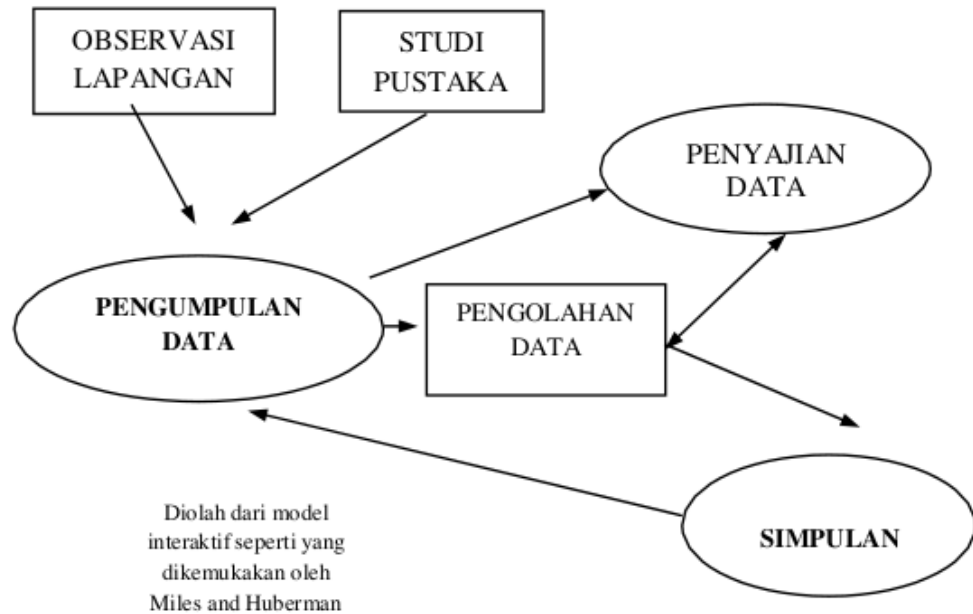 OBSERVASI
LAPANGAN
STUDI
PUSTAKA
PENYAJIAN
DATA
PENGUMPULAN
DATA
PENGOLAHAN
DATA
SIMPULAN
Diolah dari model
interaktif seperti yang
dikemukakan oleh
Miles and Huberman